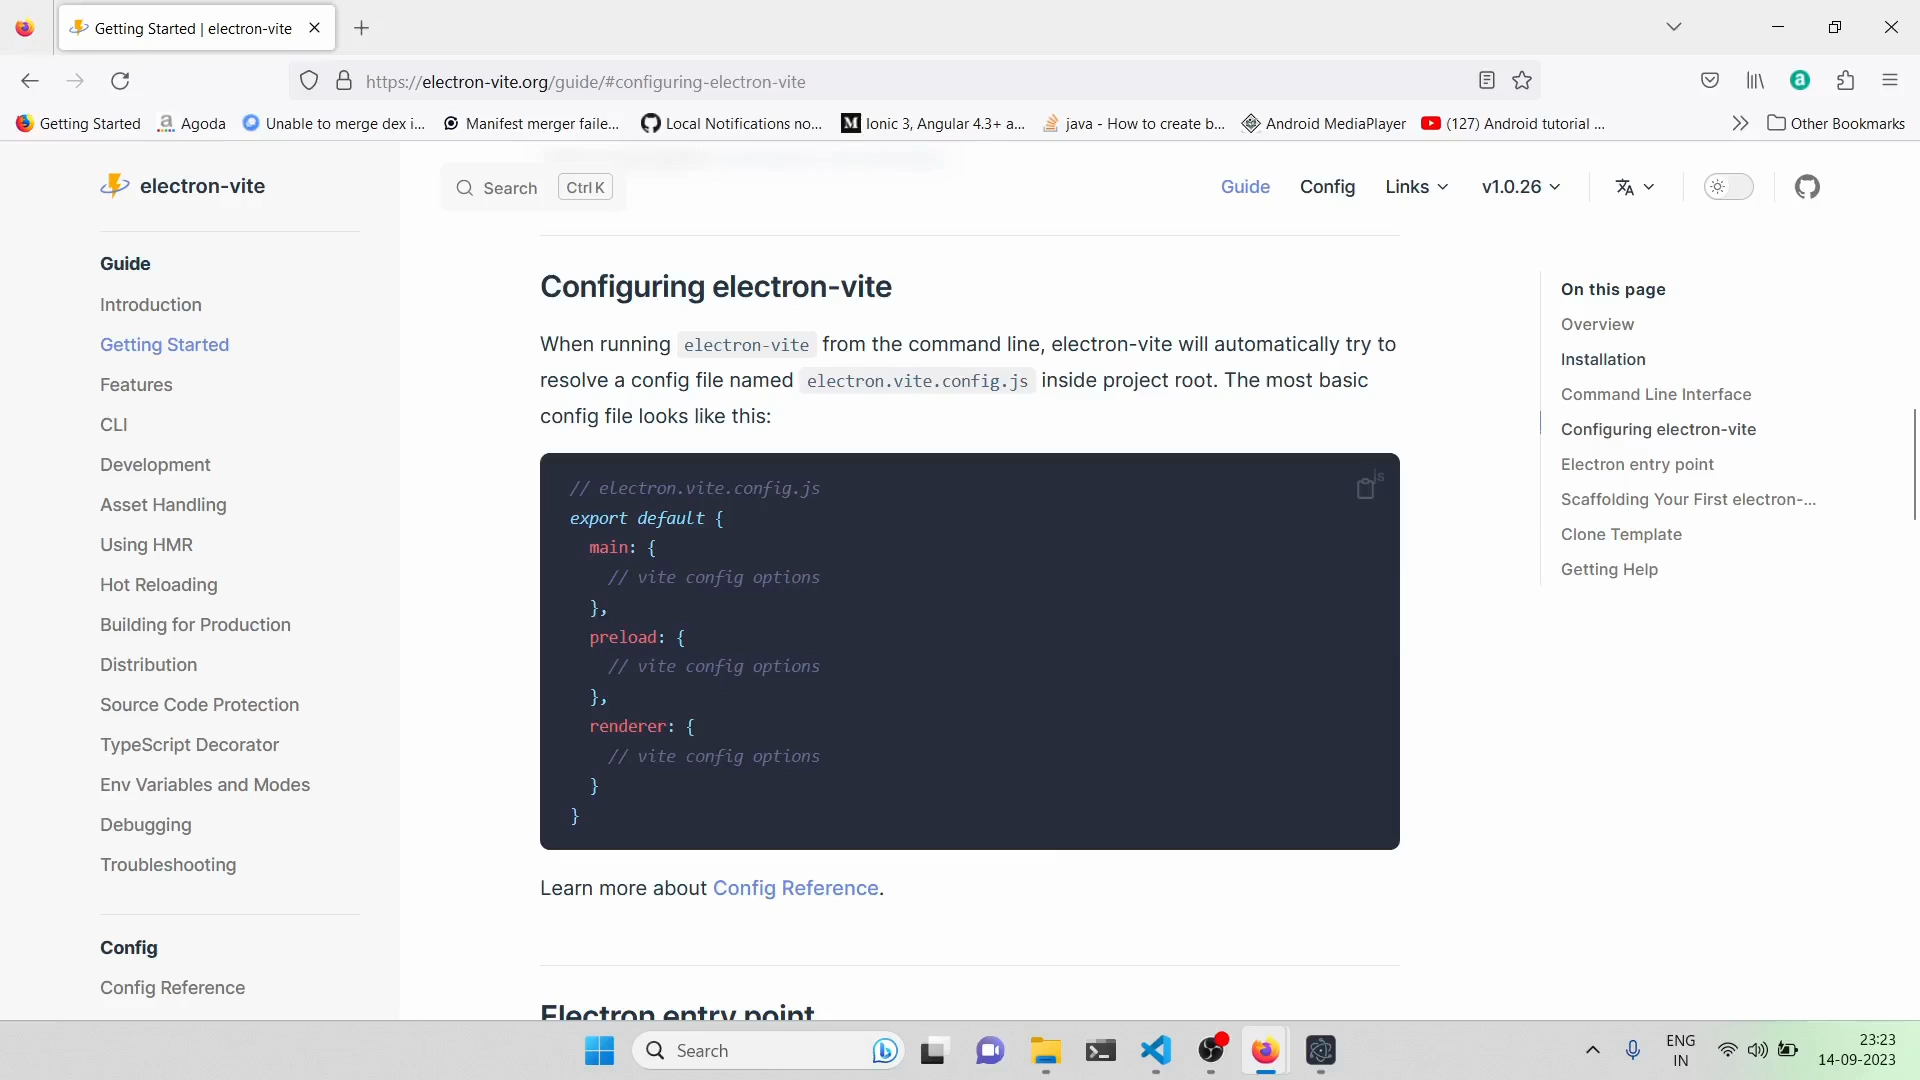 Getting Started | electron-vite
https://electron-vite.org/guide/#configuring-electron-vite
Getting Started
Agoda
Unable to merge dex i...
Manifest merger faile...
Local Notifications no...
Ionic 3, Angular 4.3+ a...
java - How to create b...
Android MediaPlayer
(127) Android tutorial ...
Other Bookmarks
electron-vite
Search Ctrl K
Guide
Config
Links
v1.0.26
Guide
Introduction
Getting Started
Features
CLI
Development
Asset Handling
Using HMR
Hot Reloading
Building for Production
Distribution
Source Code Protection
TypeScript Decorator
Env Variables and Modes
Debugging
Troubleshooting
Config
Config Reference
Configuring electron-vite
When running electron-vite from the command line, electron-vite will automatically try to
resolve a config file named electron.vite.config.js inside project root. The most basic
config file looks like this:
js
// electron.vite.config.js
export default {
main: {
// vite config options
},
preload: {
// vite config options
},
renderer: {
// vite config options
}
}
Learn more about Config Reference.
Electron entry point
On this page
Overview
Installation
Command Line Interface
Configuring electron-vite
Electron entry point
Scaffolding Your First electron-...
Clone Template
Getting Help
Search
ENG
IN
23:23
14-09-2023